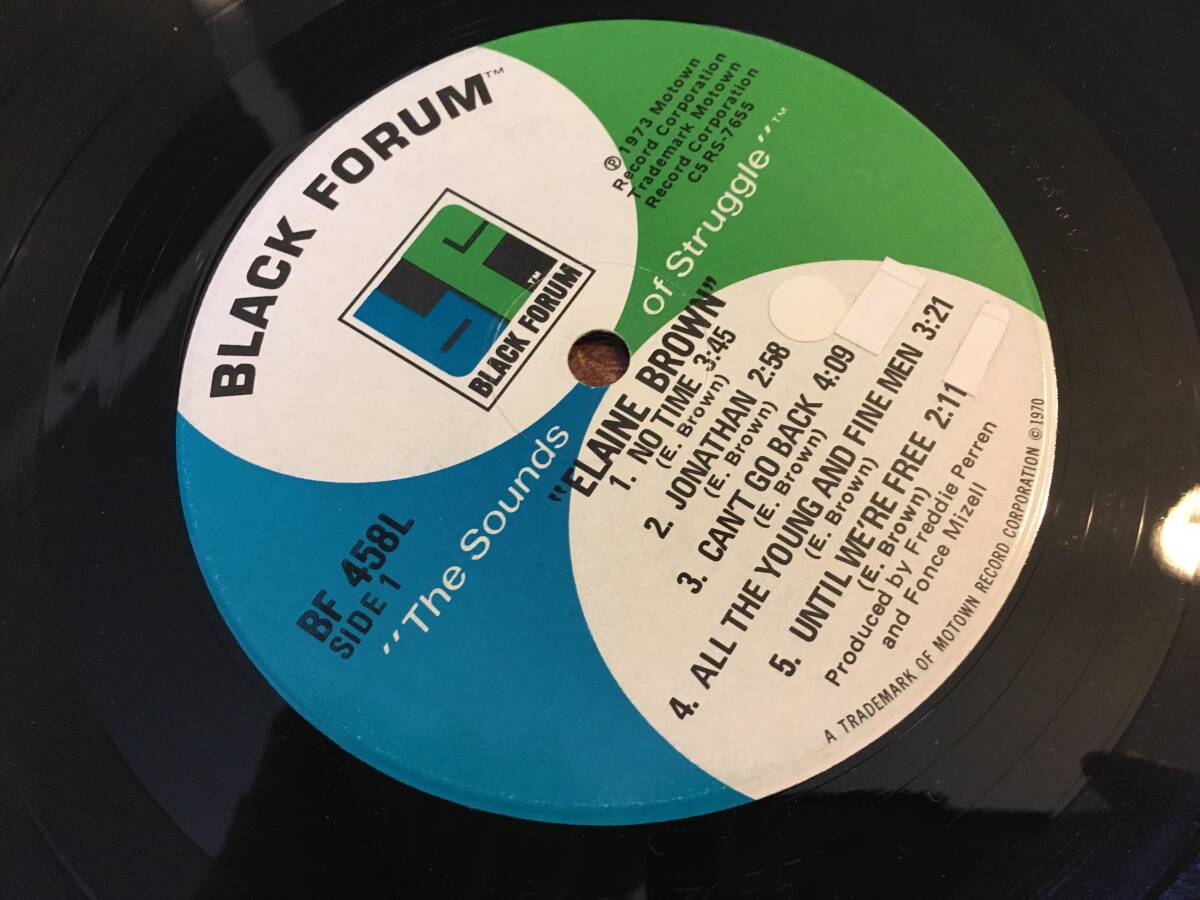 BLACK FORUM™
BLACK FORUM
TM
℗ 1973 Motown
Record Corporation
Trademark Motown
Record Corporation
C5 RS-7655
"The Sounds of Struggle"™
BF 458L
SIDE 1
"ELAINE BROWN"
1. NO TIME 3:45
(E. Brown)
2. JONATHAN 2:58
(E. Brown)
3. CAN'T GO BACK 4:09
(E. Brown)
4. ALL THE YOUNG AND FINE MEN 3:21
(E. Brown)
5. UNTIL WE'RE FREE 2:11
(E. Brown)
Produced by Freddie Perren
and Fonce Mizell
A TRADEMARK OF MOTOWN RECORD CORPORATION © 1970